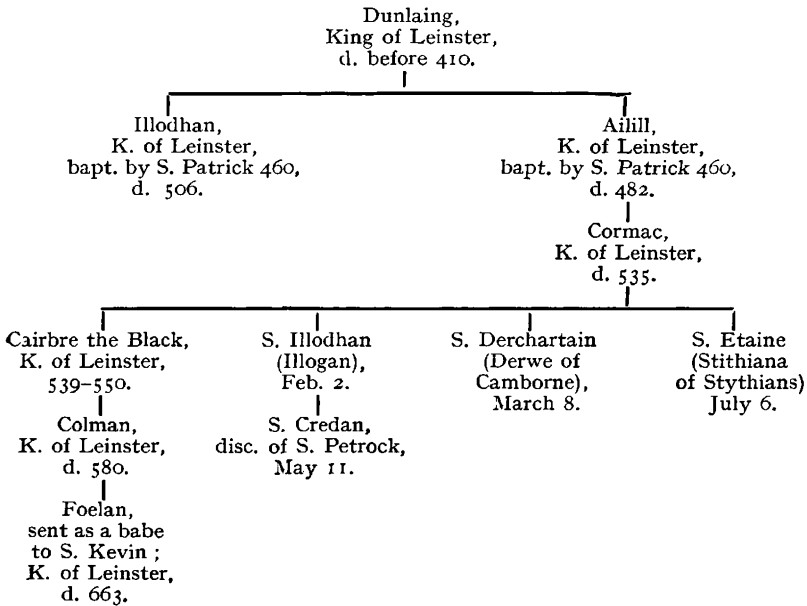 Dunlaing,
King of Leinster,
d. before 410.
Illodhan,
K. of Leinster,
bapt. by S. Patrick 460,
d. 506.
Ailill,
K. of Leinster,
bapt. by S. Patrick 460,
d. 482.
Cormac,
K. of Leinster,
d. 535.
Cairbre the Black,
K. of Leinster,
539–550.
S. Illodhan
(Illogan),
Feb. 2.
S. Derchartain
(Derwe of
Camborne),
March 8.
S. Etaine
(Stithiana
of Stythians)
July 6.
Colman,
K. of Leinster,
d. 580.
S. Credan,
disc. of S. Petrock,
May 11.
Foelan,
sent as a babe
to S. Kevin ;
K. of Leinster,
d. 663.